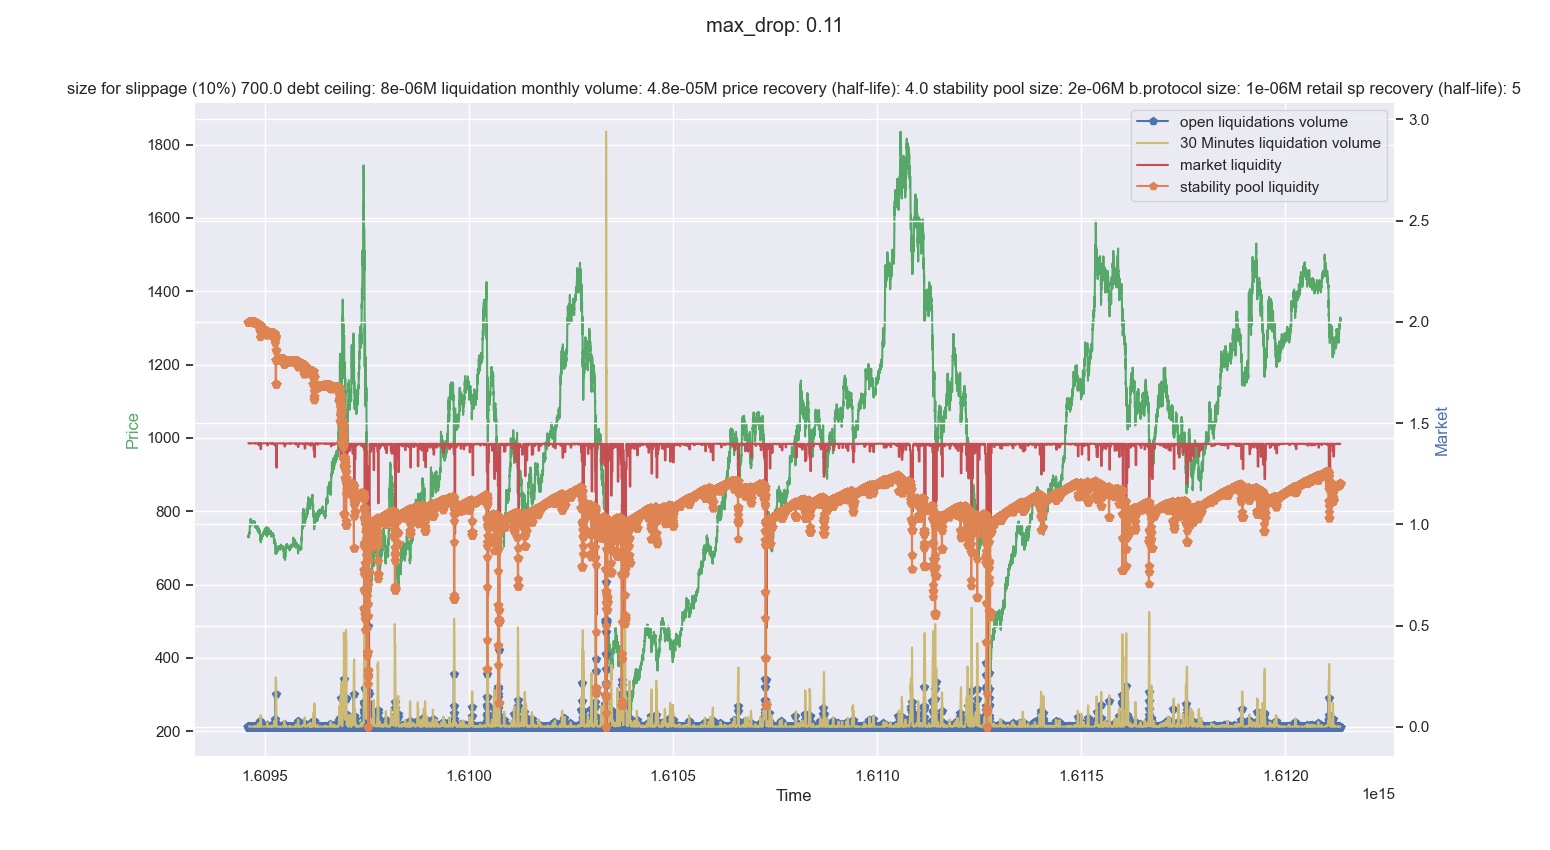 max_drop: 0.11
size for slippage (10%) 700.0 debt ceiling: 8e-06M liquidation monthly volume: 4.8e-05M price recovery (half-life): 4.0 stability pool size: 2e-06M b.protocol size: 1e-06M retail sp recovery (half-life): 5
open liquidations volume
30 Minutes liquidation volume
market liquidity
stability pool liquidity
1800
1600
1400
1200
1000
800
600
400
200
Price
3.0
2.5
2.0
1.5
1.0
0.5
0.0
Market
1.6095 1.6100 1.6105 1.6110 1.6115 1.6120
Time
1e15